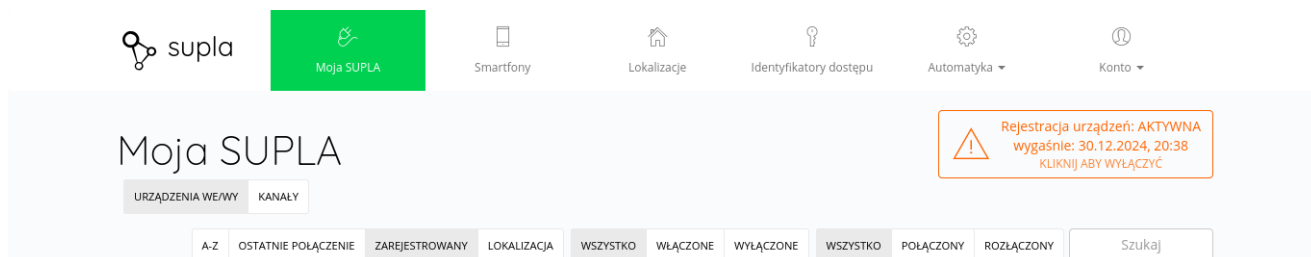 supla
Moja SUPLA
Smartfony
Lokalizacje
Identyfikatory dostępu
Automatyka
Konto
Moja SUPLA
Rejestracja urządzeń: AKTYWNA
wygaśnie: 30.12.2024, 20:38
KLIKNIJ ABY WYŁĄCZYĆ
URZĄDZENIA WE/WY KANAŁY
A-Z OSTATNIE POŁĄCZENIE ZAREJESTROWANY LOKALIZACJA WSZYSTKO WŁĄCZONE WYŁĄCZONE WSZYSTKO POŁĄCZONY ROZŁĄCZONY Szukaj